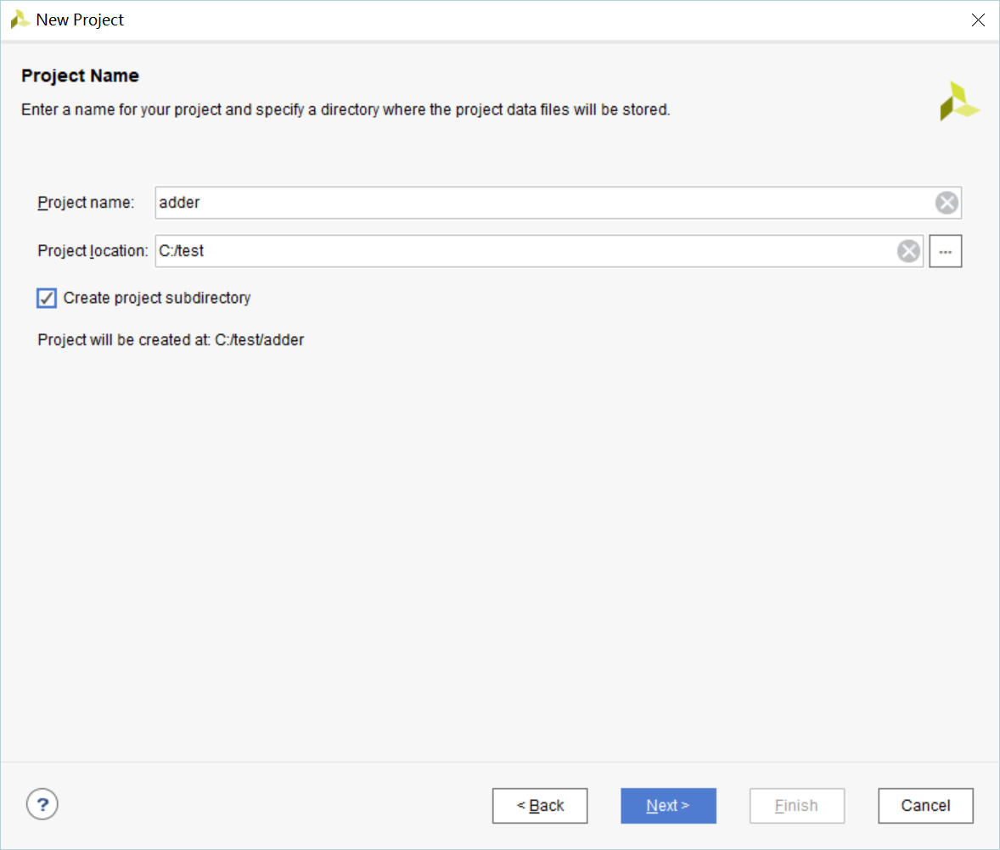 New Project
Project Name
Enter a name for your project and specify a directory where the project data files will be stored.
Project name: adder
Project location: C:/test ...
Create project subdirectory
Project will be created at: C:/test/adder
? < Back Next > Finish Cancel